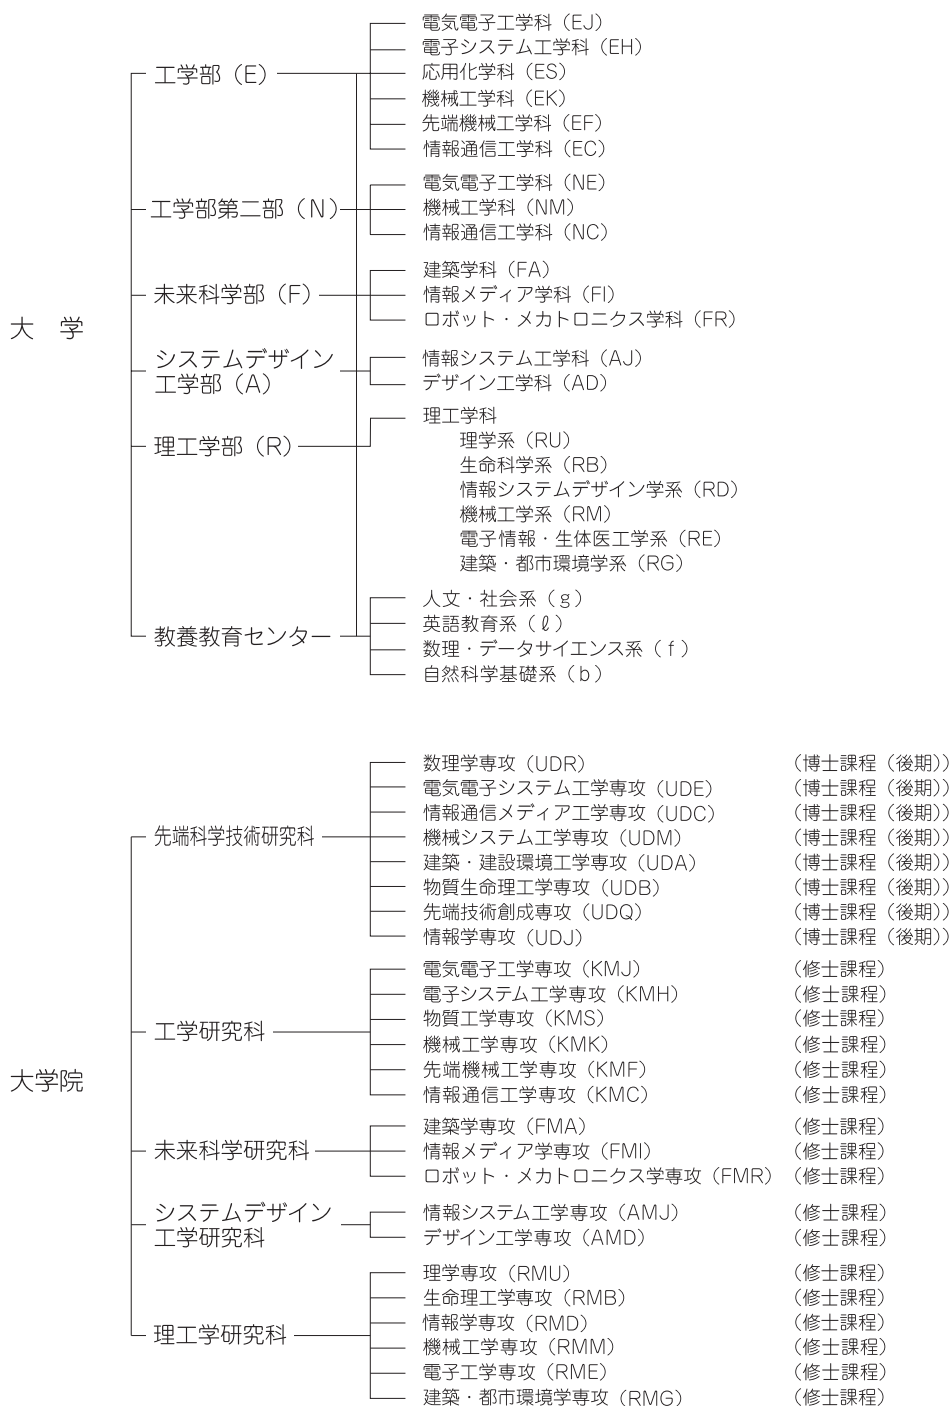 電気電子工学科（EJ）
電子システム工学科（EH）
工学部（E）
応用化学科（ES）
機械工学科（EK）
先端機械工学科（EF）
情報通信工学科（EC）
電気電子工学科（NE）
工学部第二部（N）
機械工学科（NM）
情報通信工学科（NC）
建築学科（FA）
未来科学部（F）
情報メディア学科（FI）
ロボット・メカトロニクス学科（FR）
大　学
システムデザイン
工学部（A）
情報システム工学科（AJ）
デザイン工学科（AD）
理工学部（R）
理工学科
理学系（RU）
生命科学系（RB）
情報システムデザイン学系（RD）
機械工学系（RM）
電子情報・生体医工学系（RE）
建築・都市環境学系（RG）
教養教育センター
人文・社会系（g）
英語教育系（ℓ）
数理・データサイエンス系（f）
自然科学基礎系（b）
数理学専攻（UDR）　（博士課程（後期））
電気電子システム工学専攻（UDE）　（博士課程（後期））
情報通信メディア工学専攻（UDC）　（博士課程（後期））
先端科学技術研究科
機械システム工学専攻（UDM）　（博士課程（後期））
建築・建設環境工学専攻（UDA）　（博士課程（後期））
物質生命理工学専攻（UDB）　（博士課程（後期））
先端技術創成専攻（UDQ）　（博士課程（後期））
情報学専攻（UDJ）　（博士課程（後期））
電気電子工学専攻（KMJ）　（修士課程）
電子システム工学専攻（KMH）　（修士課程）
物質工学専攻（KMS）　（修士課程）
工学研究科
機械工学専攻（KMK）　（修士課程）
先端機械工学専攻（KMF）　（修士課程）
情報通信工学専攻（KMC）　（修士課程）
大学院
建築学専攻（FMA）　（修士課程）
未来科学研究科
情報メディア学専攻（FMI）　（修士課程）
ロボット・メカトロニクス学専攻（FMR）　（修士課程）
システムデザイン
工学研究科
情報システム工学専攻（AMJ）　（修士課程）
デザイン工学専攻（AMD）　（修士課程）
理学専攻（RMU）　（修士課程）
生命理工学専攻（RMB）　（修士課程）
情報学専攻（RMD）　（修士課程）
理工学研究科
機械工学専攻（RMM）　（修士課程）
電子工学専攻（RME）　（修士課程）
建築・都市環境学専攻（RMG）　（修士課程）